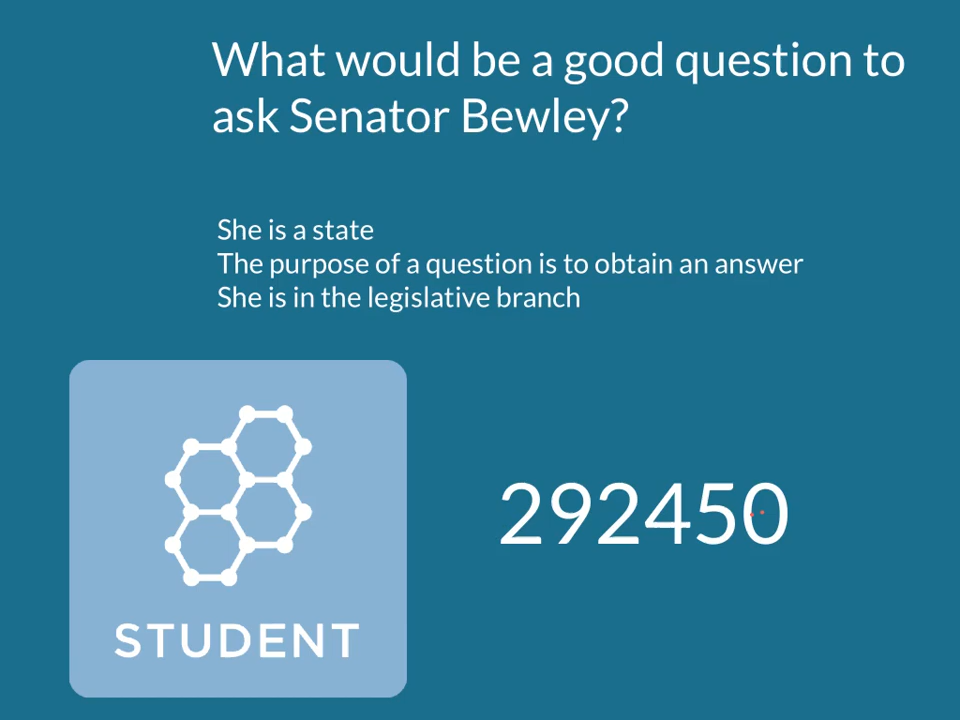 What would be a good question to
ask Senator Bewley?
She is a state
The purpose of a question is to obtain an answer
She is in the legislative branch
STUDENT
292450